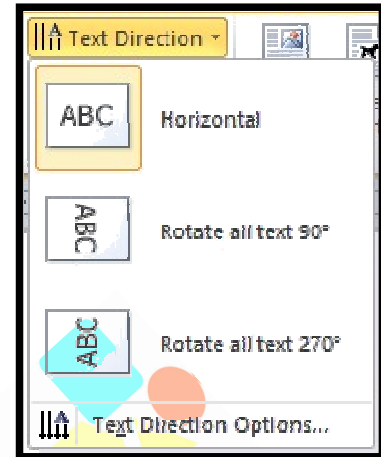 Text Direction
ABC Horizontal
ABC Rotate all text 90°
ABC Rotate all text 270°
Text Direction Options...